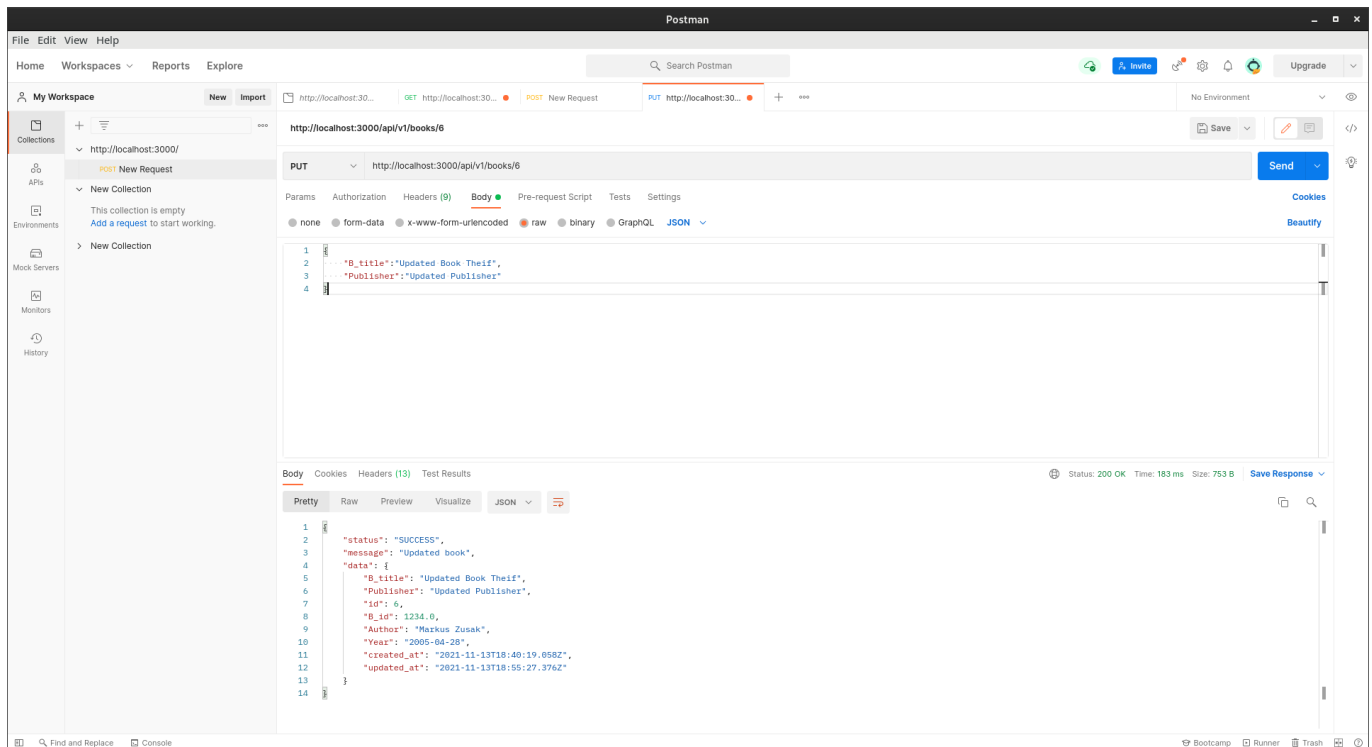 Postman
File Edit View Help
Home Workspaces Reports Explore
Search Postman
Invite
Upgrade
My Workspace
New Import
http://localhost:30...
GET http://localhost:30...
POST New Request
PUT http://localhost:30...
No Environment
Collections
APIs
Environments
Mock Servers
Monitors
History
http://localhost:3000/
POST New Request
New Collection
This collection is empty
Add a request to start working.
New Collection
http://localhost:3000/api/v1/books/6
Save
PUT http://localhost:3000/api/v1/books/6
Send
Params Authorization Headers (9) Body Pre-request Script Tests Settings
Cookies
none form-data x-www-form-urlencoded raw binary GraphQL JSON
Beautify
1 {
2 "B_title":"Updated Book Theif",
3 "Publisher":"Updated Publisher"
4 }
Body Cookies Headers (13) Test Results
Status: 200 OK Time: 183 ms Size: 753 B Save Response
Pretty Raw Preview Visualize JSON
1 {
2 "status": "SUCCESS",
3 "message": "Updated book",
4 "data": {
5 "B_title": "Updated Book Theif",
6 "Publisher": "Updated Publisher",
7 "id": 6,
8 "B_id": 1234.0,
9 "Author": "Markus Zusak",
10 "Year": "2005-04-28",
11 "created_at": "2021-11-13T18:40:19.058Z",
12 "updated_at": "2021-11-13T18:55:27.376Z"
13 }
14 }
Find and Replace Console
Bootcamp Runner Trash